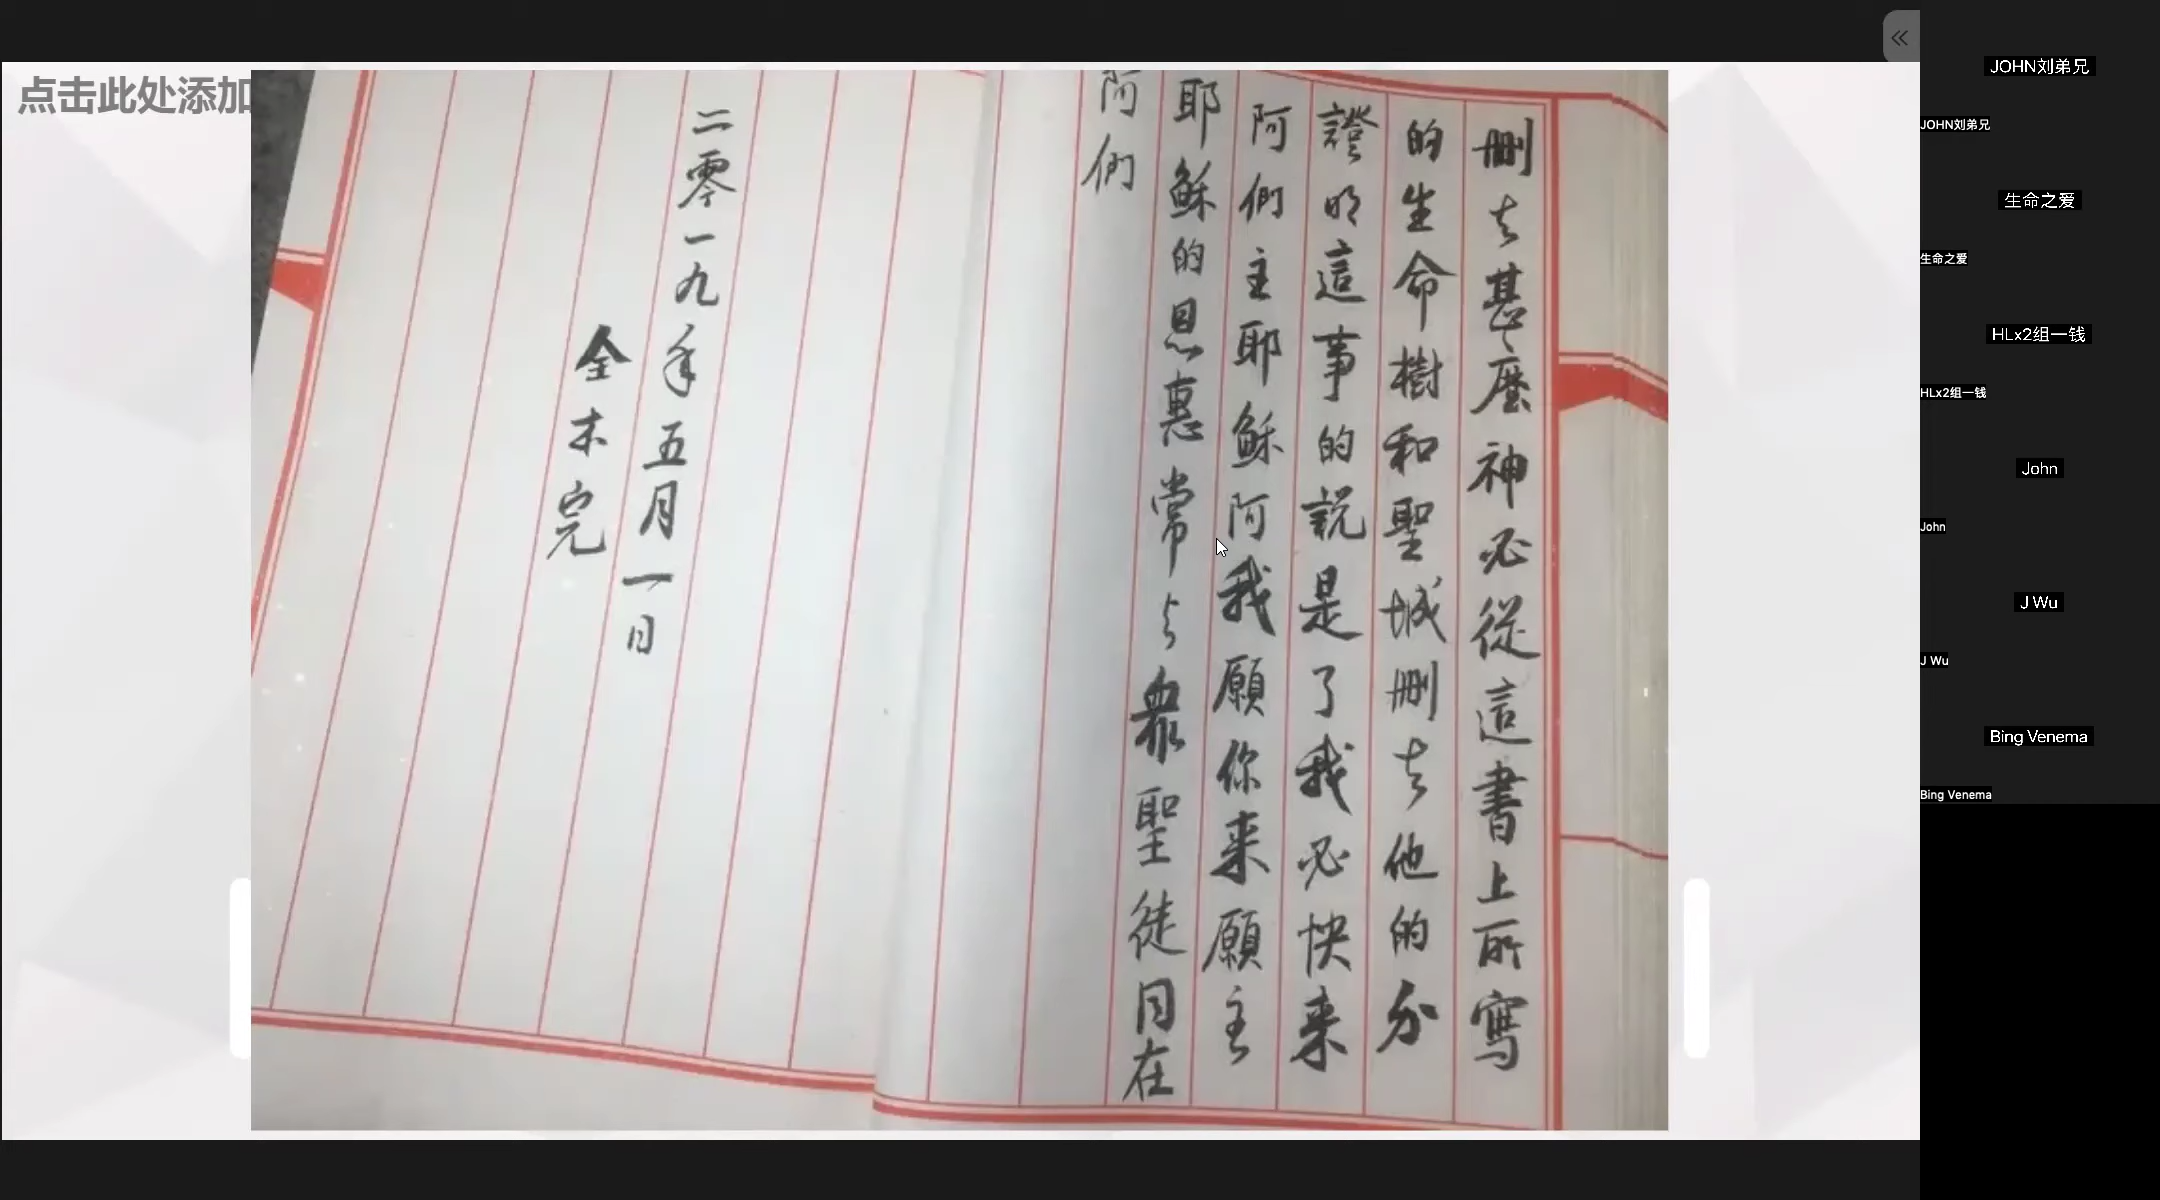 点击此处添加
刪去甚麼神必從這書上所寫
的生命樹和聖城刪去他的分
證明這事的說是了我必快来
阿們主耶穌阿我願你来願主
耶穌的恩惠常与眾聖徒同在
阿們
二零一九年五月一日
全本完
JOHN刘弟兄
JOHN刘弟兄
生命之爱
生命之爱
HLx2组一钱
HLx2组一钱
John
John
J Wu
J Wu
Bing Venema
Bing Venema